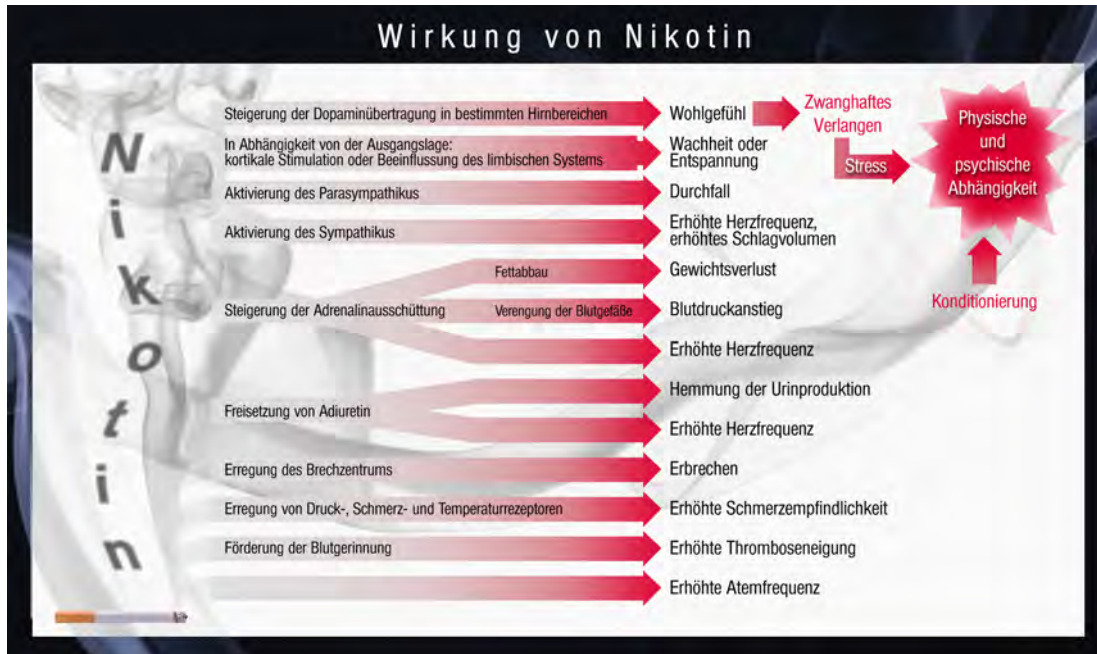 Wirkung von Nikotin
Nikotin
Steigerung der Dopaminübertragung in bestimmten Hirnbereichen
Wohlgefühl
Zwanghaftes
Verlangen
Stress
Physische
und
psychische
Abhängigkeit
Konditionierung
In Abhängigkeit von der Ausgangslage:
kortikale Stimulation oder Beeinflussung des limbischen Systems
Wachheit oder
Entspannung
Aktivierung des Parasympathikus
Durchfall
Aktivierung des Sympathikus
Erhöhte Herzfrequenz,
erhöhtes Schlagvolumen
Steigerung der Adrenalinausschüttung
Fettabbau
Gewichtsverlust
Verengung der Blutgefäße
Blutdruckanstieg
Erhöhte Herzfrequenz
Freisetzung von Adiuretin
Hemmung der Urinproduktion
Erhöhte Herzfrequenz
Erregung des Brechzentrums
Erbrechen
Erregung von Druck-, Schmerz- und Temperaturrezeptoren
Erhöhte Schmerzempfindlichkeit
Förderung der Blutgerinnung
Erhöhte Thromboseneigung
Erhöhte Atemfrequenz